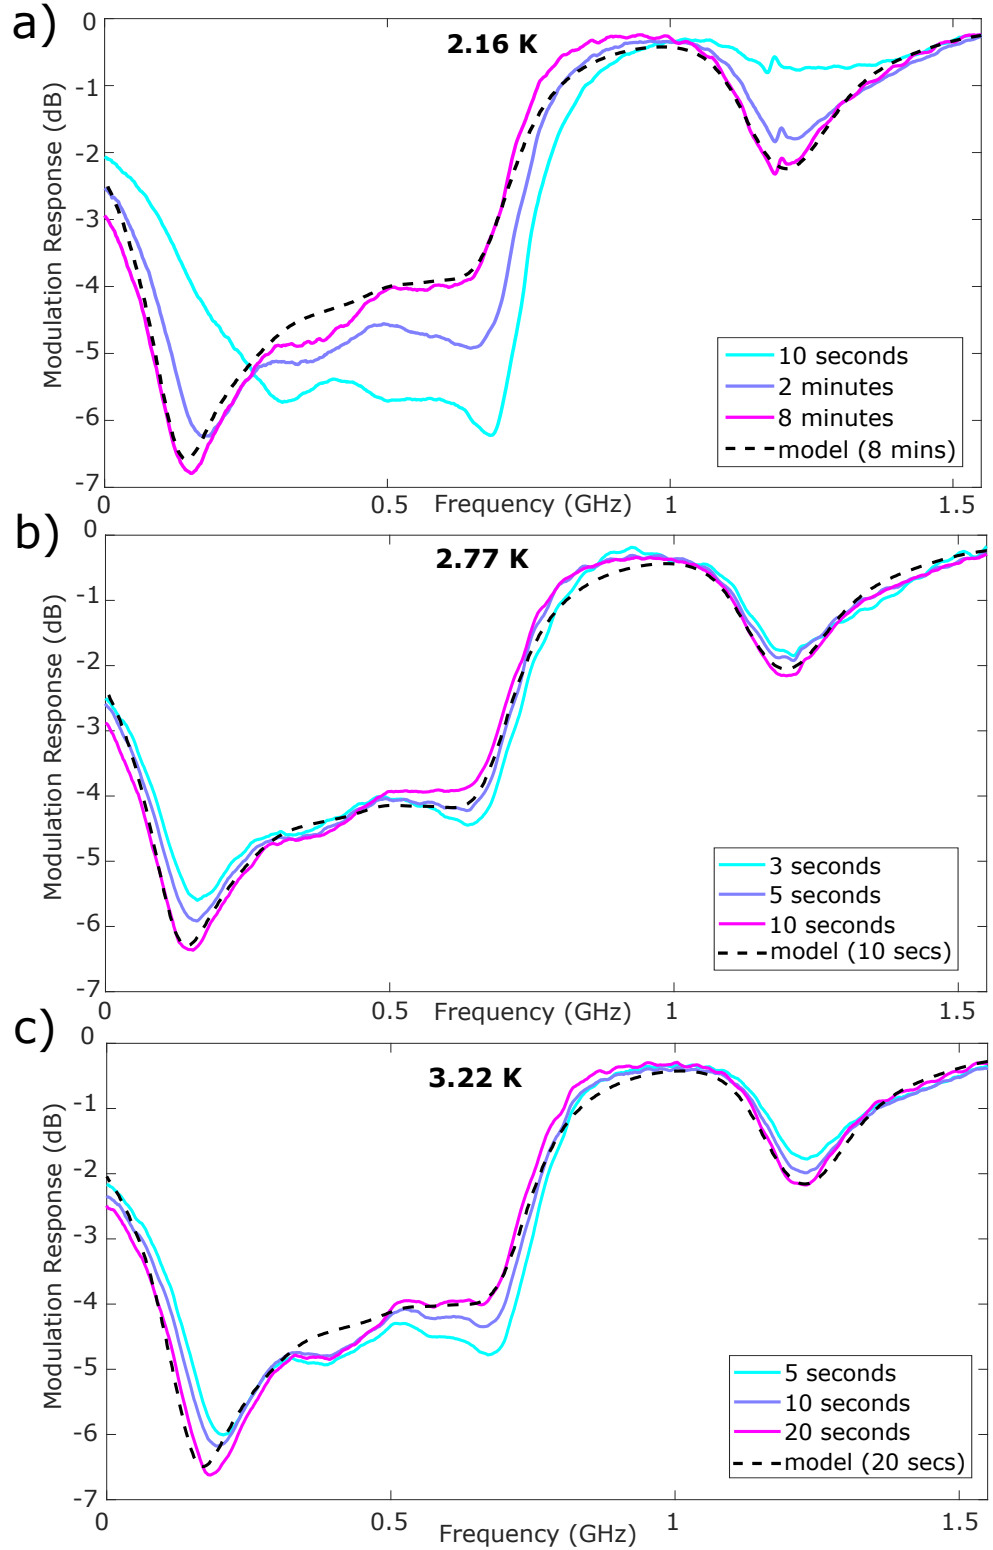 a)
2.16 K
Modulation Response (dB)
0
-1
-2
-3
-4
-5
-6
-7
10 seconds
2 minutes
8 minutes
model (8 mins)
0
0.5
1
1.5
Frequency (GHz)
b)
2.77 K
Modulation Response (dB)
0
-1
-2
-3
-4
-5
-6
-7
3 seconds
5 seconds
10 seconds
model (10 secs)
0
0.5
1
1.5
Frequency (GHz)
c)
3.22 K
Modulation Response (dB)
0
-1
-2
-3
-4
-5
-6
-7
5 seconds
10 seconds
20 seconds
model (20 secs)
0
0.5
1
1.5
Frequency (GHz)